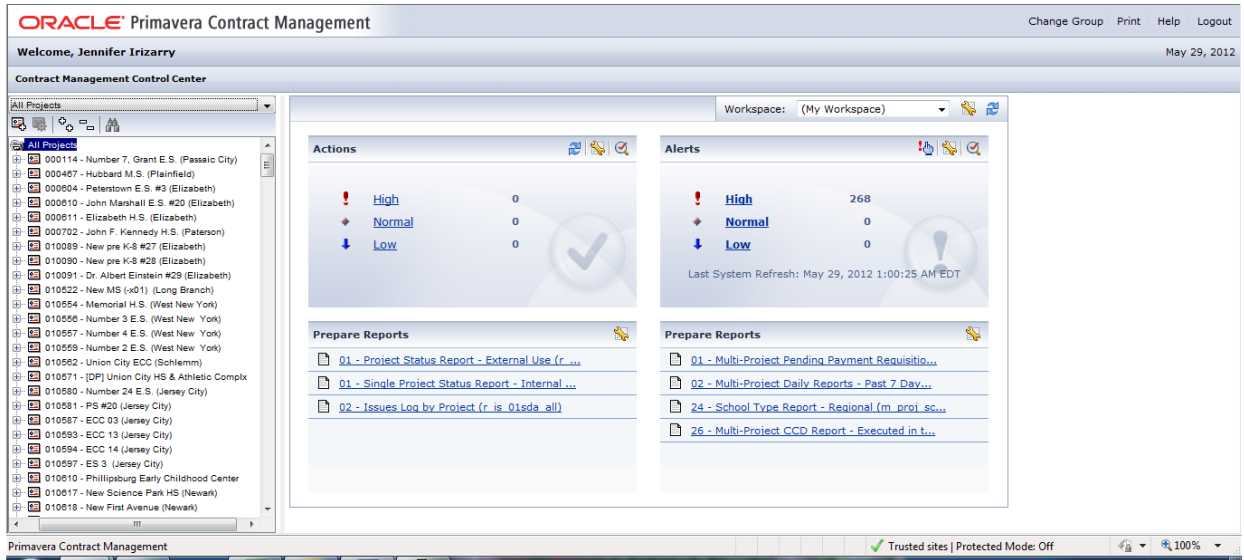 ORACLE Primavera Contract Management
Change Group Print Help Logout
Welcome, Jennifer Irizarry
May 29, 2012
Contract Management Control Center
All Projects
Workspace: (My Workspace)
All Projects
000114 - Number 7, Grant E.S. (Passaic City)
000467 - Hubbard M.S. (Plainfield)
000604 - Peterstown E.S. #3 (Elizabeth)
000610 - John Marshall E.S. #20 (Elizabeth)
000611 - Elizabeth H.S. (Elizabeth)
000702 - John F. Kennedy H.S. (Paterson)
010089 - New pre K-8 #27 (Elizabeth)
010090 - New pre K-8 #28 (Elizabeth)
010091 - Dr. Albert Einstein #29 (Elizabeth)
010522 - New MS (-x01) (Long Branch)
010554 - Memorial H.S. (West New York)
010556 - Number 3 E.S. (West New York)
010557 - Number 4 E.S. (West New York)
010559 - Number 2 E.S. (West New York)
010562 - Union City ECC (Schlemm)
010571 - [DP] Union City HS & Athletic Complx
010580 - Number 24 E.S. (Jersey City)
010581 - PS #20 (Jersey City)
010587 - ECC 03 (Jersey City)
010593 - ECC 13 (Jersey City)
010594 - ECC 14 (Jersey City)
010597 - ES 3 (Jersey City)
010610 - Phillipsburg Early Childhood Center
010617 - New Science Park HS (Newark)
010618 - New First Avenue (Newark)
Actions
High 0
Normal 0
Low 0
Alerts
High 268
Normal 0
Low 0
Last System Refresh: May 29, 2012 1:00:25 AM EDT
Prepare Reports
01 - Project Status Report - External Use (r_...
01 - Single Project Status Report - Internal ...
02 - Issues Log by Project (r_is_01sda_all)
Prepare Reports
01 - Multi-Project Pending Payment Requisitio...
02 - Multi-Project Daily Reports - Past 7 Day...
24 - School Type Report - Regional (m_proj_sc...
26 - Multi-Project CCD Report - Executed in t...
Primavera Contract Management
Trusted sites | Protected Mode: Off
100%